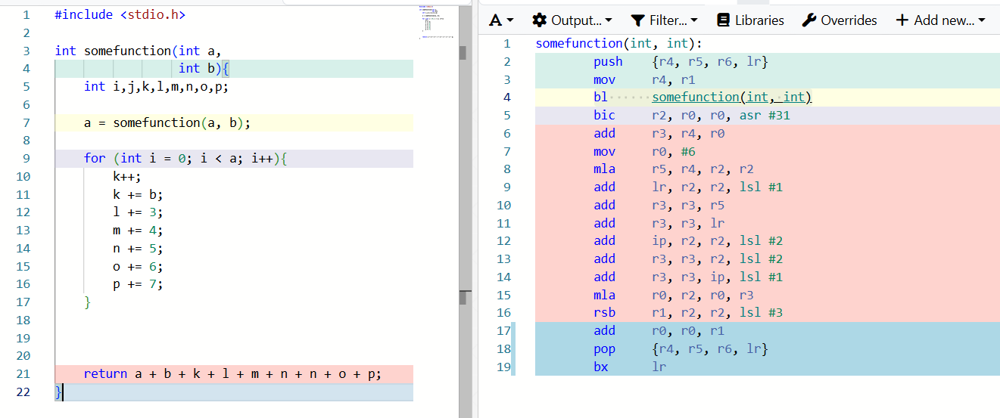 1 #include <stdio.h>
2
3 int somefunction(int a,
4 int b){
5 int i,j,k,l,m,n,o,p;
6
7 a = somefunction(a, b);
8
9 for (int i = 0; i < a; i++){
10 k++;
11 k += b;
12 l += 3;
13 m += 4;
14 n += 5;
15 o += 6;
16 p += 7;
17 }
18
19
20
21 return a + b + k + l + m + n + n + o + p;
22 }
A Output... Filter... Libraries Overrides + Add new...
1 somefunction(int, int):
2 push {r4, r5, r6, lr}
3 mov r4, r1
4 bl somefunction(int, int)
5 bic r2, r0, r0, asr #31
6 add r3, r4, r0
7 mov r0, #6
8 mla r5, r4, r2, r2
9 add lr, r2, r2, lsl #1
10 add r3, r3, r5
11 add r3, r3, lr
12 add ip, r2, r2, lsl #2
13 add r3, r3, r2, lsl #2
14 add r3, r3, ip, lsl #1
15 mla r0, r2, r0, r3
16 rsb r1, r2, r2, lsl #3
17 add r0, r0, r1
18 pop {r4, r5, r6, lr}
19 bx lr